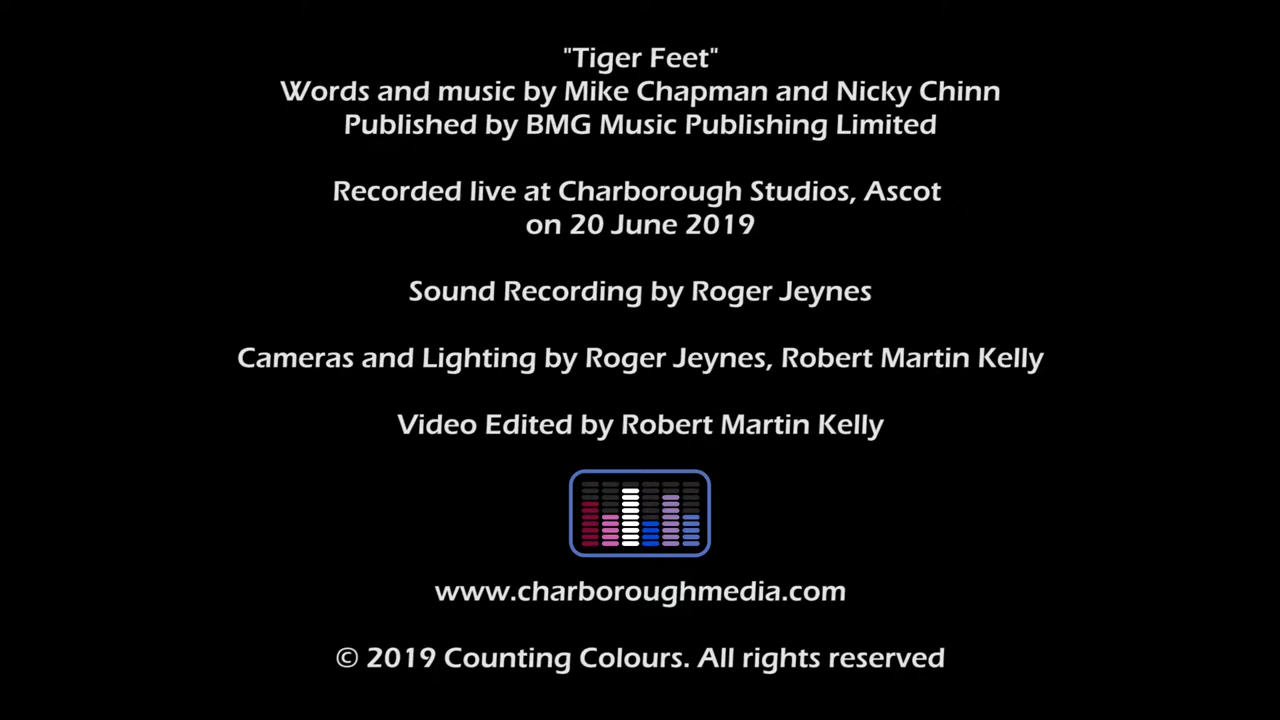 "Tiger Feet"
Words and music by Mike Chapman and Nicky Chinn
Published by BMG Music Publishing Limited
Recorded live at Charborough Studios, Ascot
on 20 June 2019
Sound Recording by Roger Jeynes
Cameras and Lighting by Roger Jeynes, Robert Martin Kelly
Video Edited by Robert Martin Kelly
www.charboroughmedia.com
© 2019 Counting Colours. All rights reserved